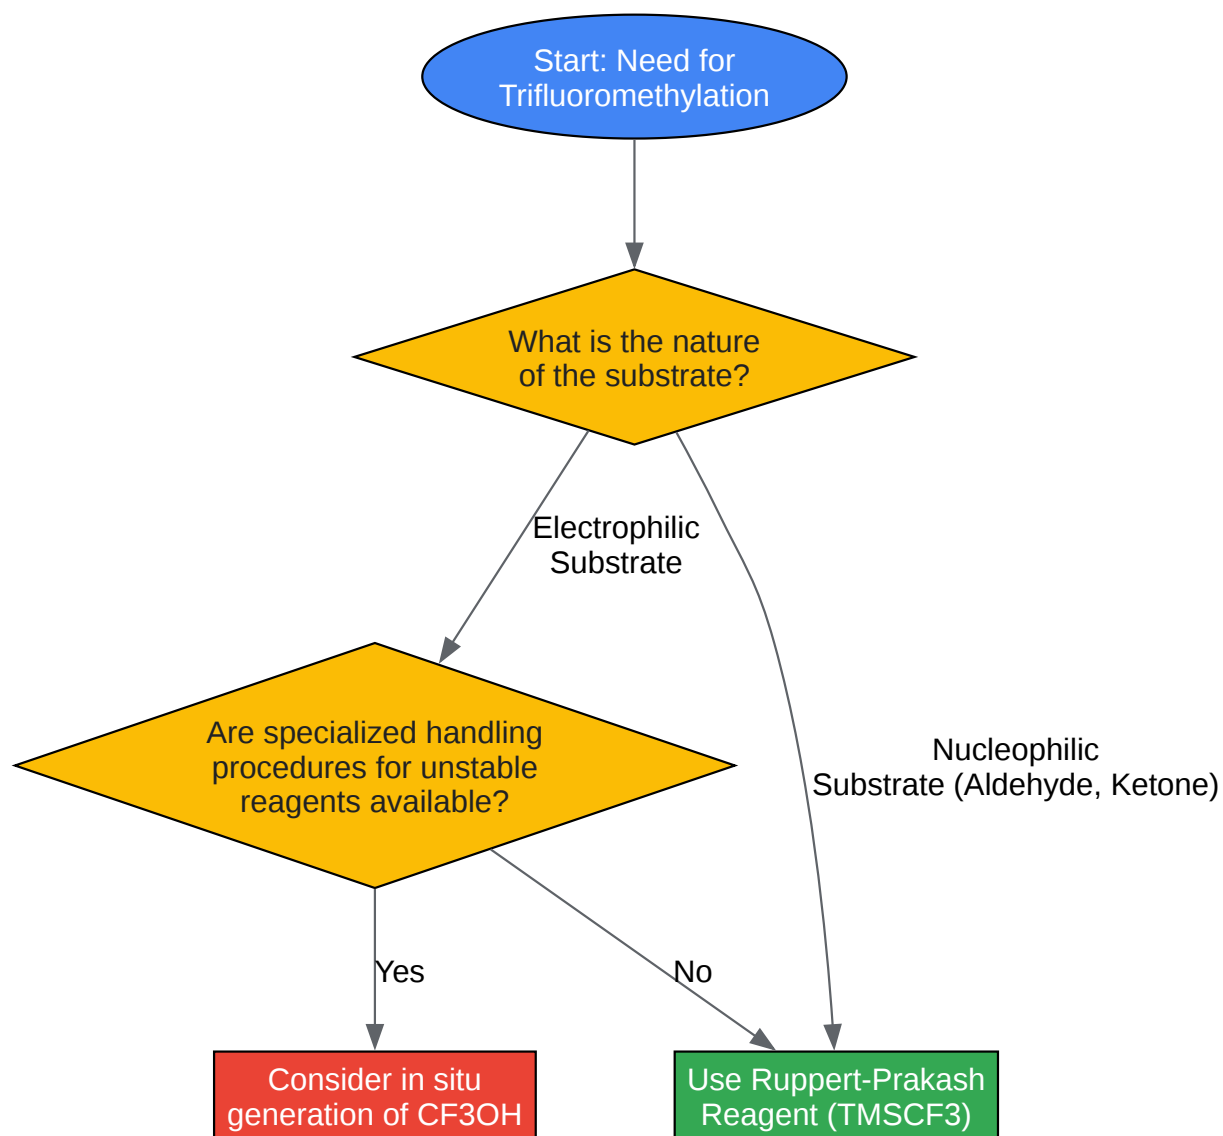 Start: Need for
Trifluoromethylation
What is the nature
of the substrate?
Electrophilic
Substrate
Are specialized handling
procedures for unstable
reagents available?
Nucleophilic
Substrate (Aldehyde, Ketone)
Yes
No
Consider in situ
generation of CF3OH
Use Ruppert-Prakash
Reagent (TMSCF3)